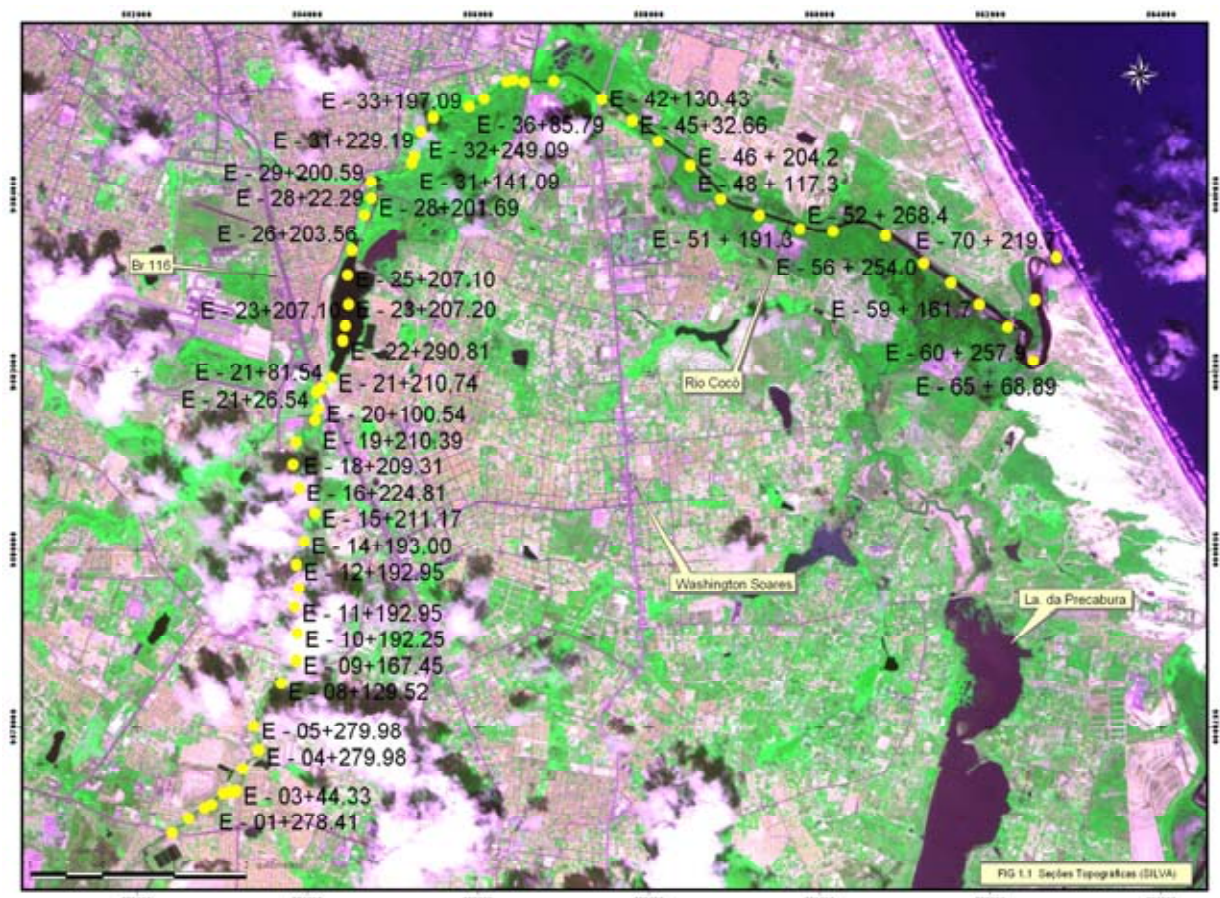 E - 33+197.09
E - 42+130.43
E - 36+85.79
E - 45+32.66
E - 31+229.19
E - 32+249.09
E - 46 + 204.2
E - 29+200.59
E - 31+141.09
E - 48 + 117.3
E - 28+22.29
E - 28+201.69
E - 52 + 268.4
E - 26+203.56
E - 51 + 191.3
E - 70 + 219.7
Br 116
E - 56 + 254.0
E - 25+207.10
E - 23+207.10
E - 23+207.20
E - 59 + 161.7
E - 22+290.81
E - 60 + 257.9
E - 21+81.54
E - 21+210.74
Rio Cocò
E - 65 + 68.89
E - 21+26.54
E - 20+100.54
E - 19+210.39
E - 18+209.31
E - 16+224.81
E - 15+211.17
E - 14+193.00
E - 12+192.95
Washington Soares
La. da Precabura
E - 11+192.95
E - 10+192.25
E - 09+167.45
E - 08+129.52
E - 05+279.98
E - 04+279.98
E - 03+44.33
E - 01+278.41
FIG 1.1 Seções Topográficas (SILVA)